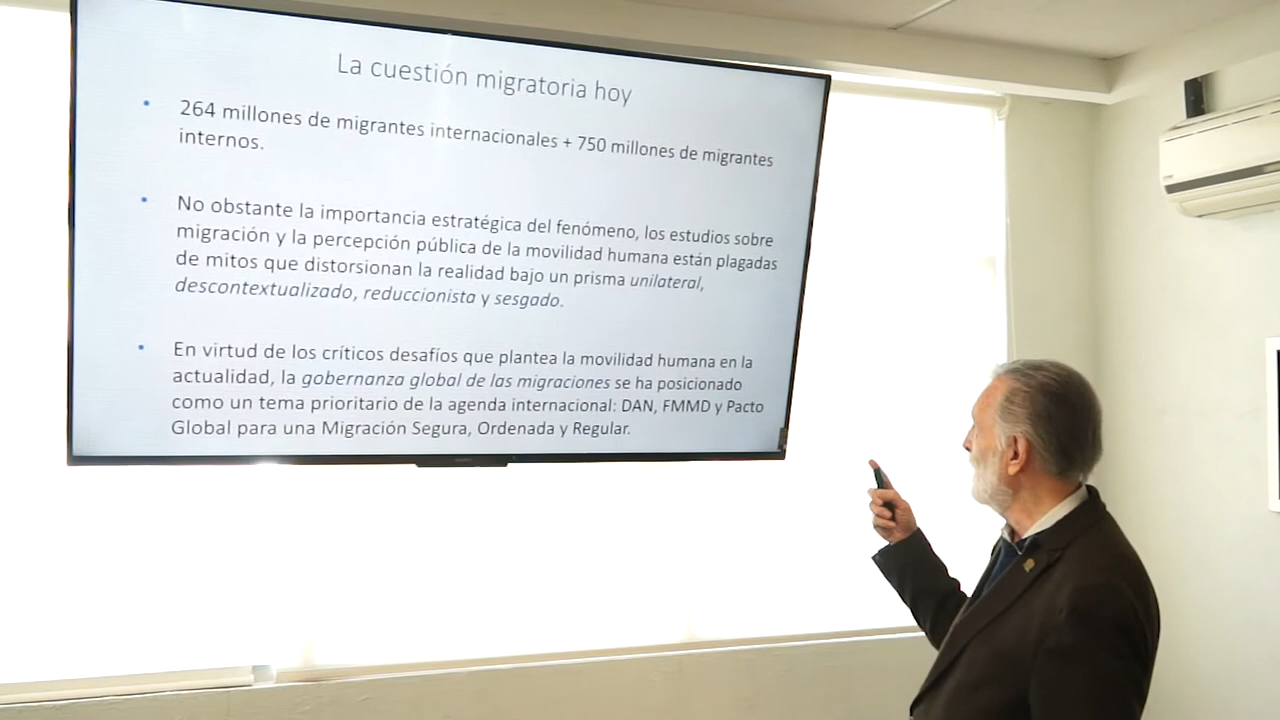 La cuestión migratoria hoy
• 264 millones de migrantes internacionales + 750 millones de migrantes
internos.
• No obstante la importancia estratégica del fenómeno, los estudios sobre
migración y la percepción pública de la movilidad humana están plagadas
de mitos que distorsionan la realidad bajo un prisma unilateral,
descontextualizado, reduccionista y sesgado.
• En virtud de los críticos desafíos que plantea la movilidad humana en la
actualidad, la gobernanza global de las migraciones se ha posicionado
como un tema prioritario de la agenda internacional: DAN, FMMD y Pacto
Global para una Migración Segura, Ordenada y Regular.